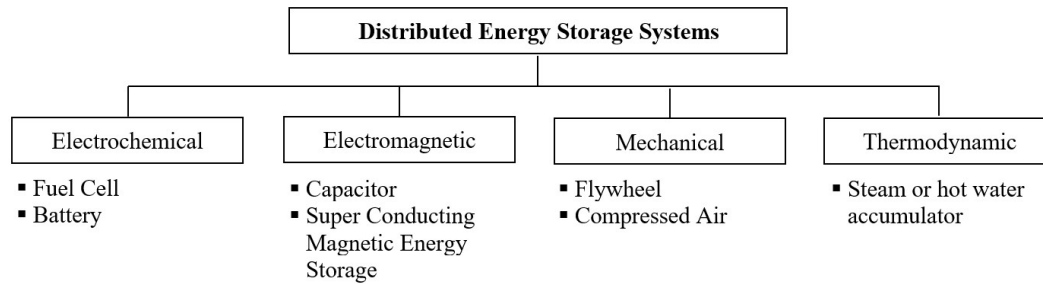 Distributed Energy Storage Systems
Electrochemical
▪ Fuel Cell
▪ Battery
Electromagnetic
▪ Capacitor
▪ Super Conducting
Magnetic Energy
Storage
Mechanical
▪ Flywheel
▪ Compressed Air
Thermodynamic
▪ Steam or hot water
accumulator